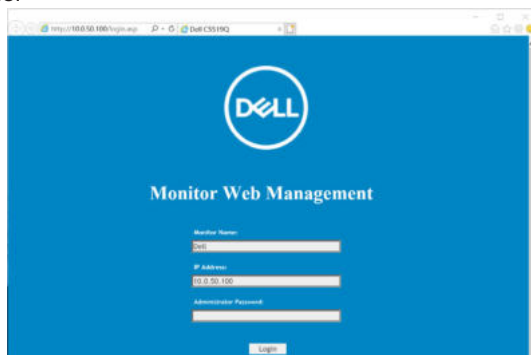 http://10.0.50.100/login.asp
Dell C5519Q
DELL
Monitor Web Management
Monitor Name:
Dell
IP Address:
10.0.50.100
Administrator Password:
Login